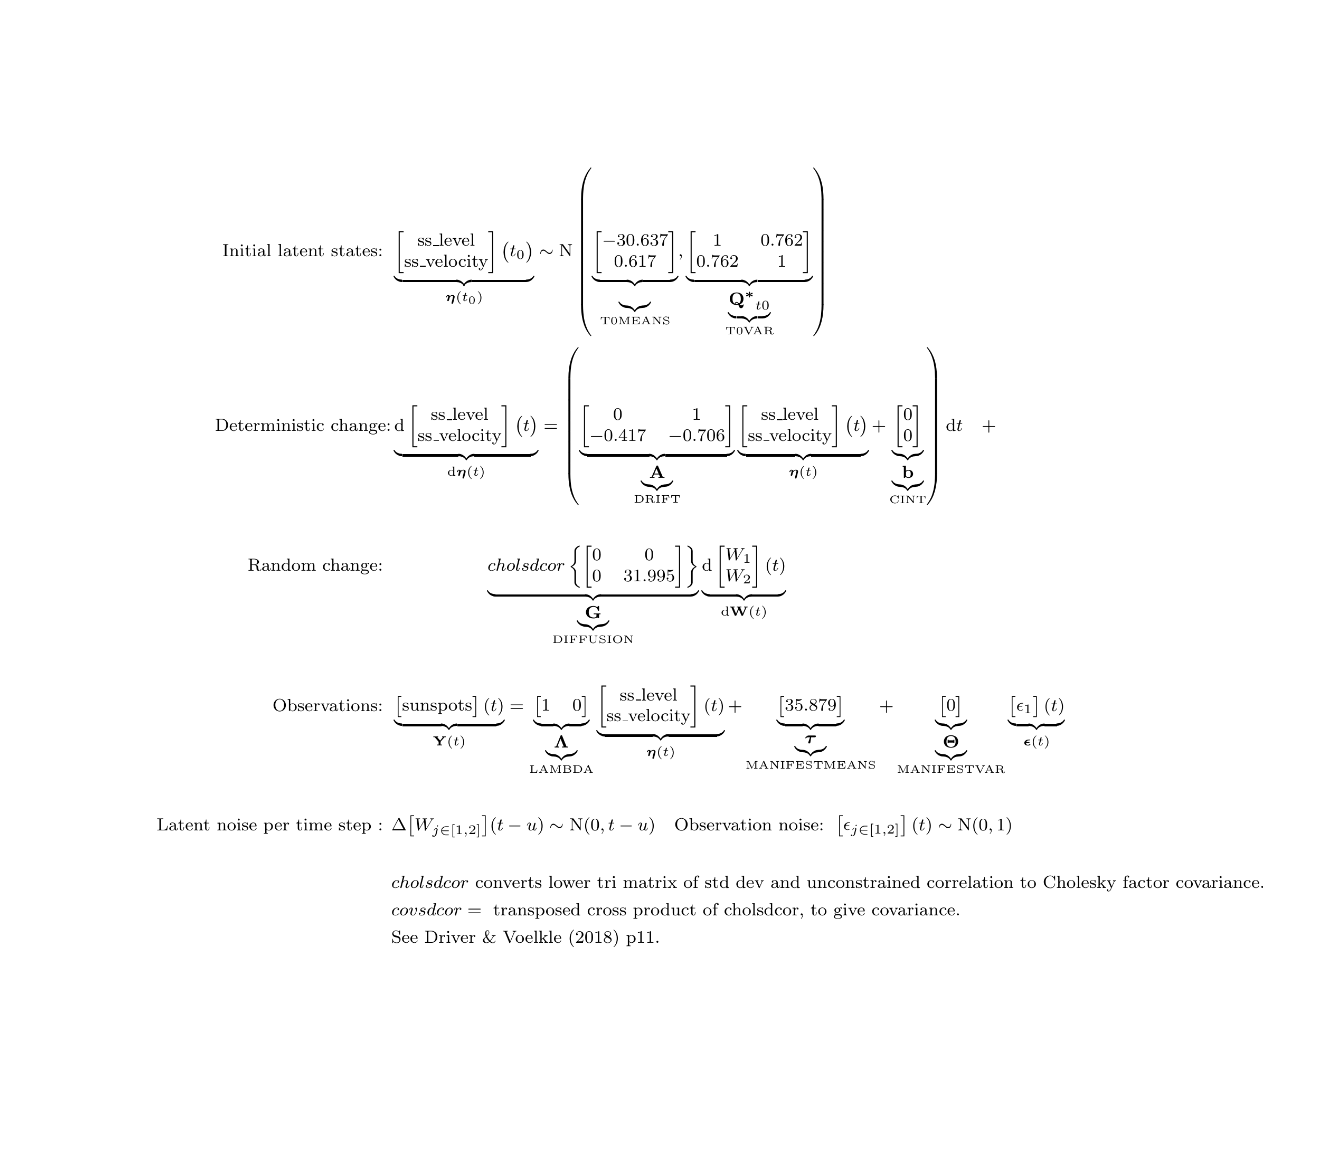 Initial latent states: [ss_level ss_velocity] (t₀) ∼ N ( [−30.637 0.617], [1 0.762 0.762 1] )
η(t₀) T0MEANS Q*ₜ₀ T0VAR
Deterministic change: d [ss_level ss_velocity] (t) = ( [0 1 −0.417 −0.706] [ss_level ss_velocity] (t) + [0 0] ) dt +
dη(t) A η(t) b
DRIFT CINT
Random change: cholsdcor { [0 0 0 31.995] } d [W₁ W₂] (t)
G dW(t)
DIFFUSION
Observations: [sunspots] (t) = [1 0] [ss_level ss_velocity] (t) + [35.879] + [0] [ϵ₁] (t)
Y(t) Λ η(t) τ Θ ϵ(t)
LAMBDA MANIFESTMEANS MANIFESTVAR
Latent noise per time step : Δ[W_{j∈[1,2]}](t − u) ∼ N(0, t − u) Observation noise: [ϵ_{j∈[1,2]}] (t) ∼ N(0, 1)
cholsdcor converts lower tri matrix of std dev and unconstrained correlation to Cholesky factor covariance.
covsdcor = transposed cross product of cholsdcor, to give covariance.
See Driver & Voelkle (2018) p11.